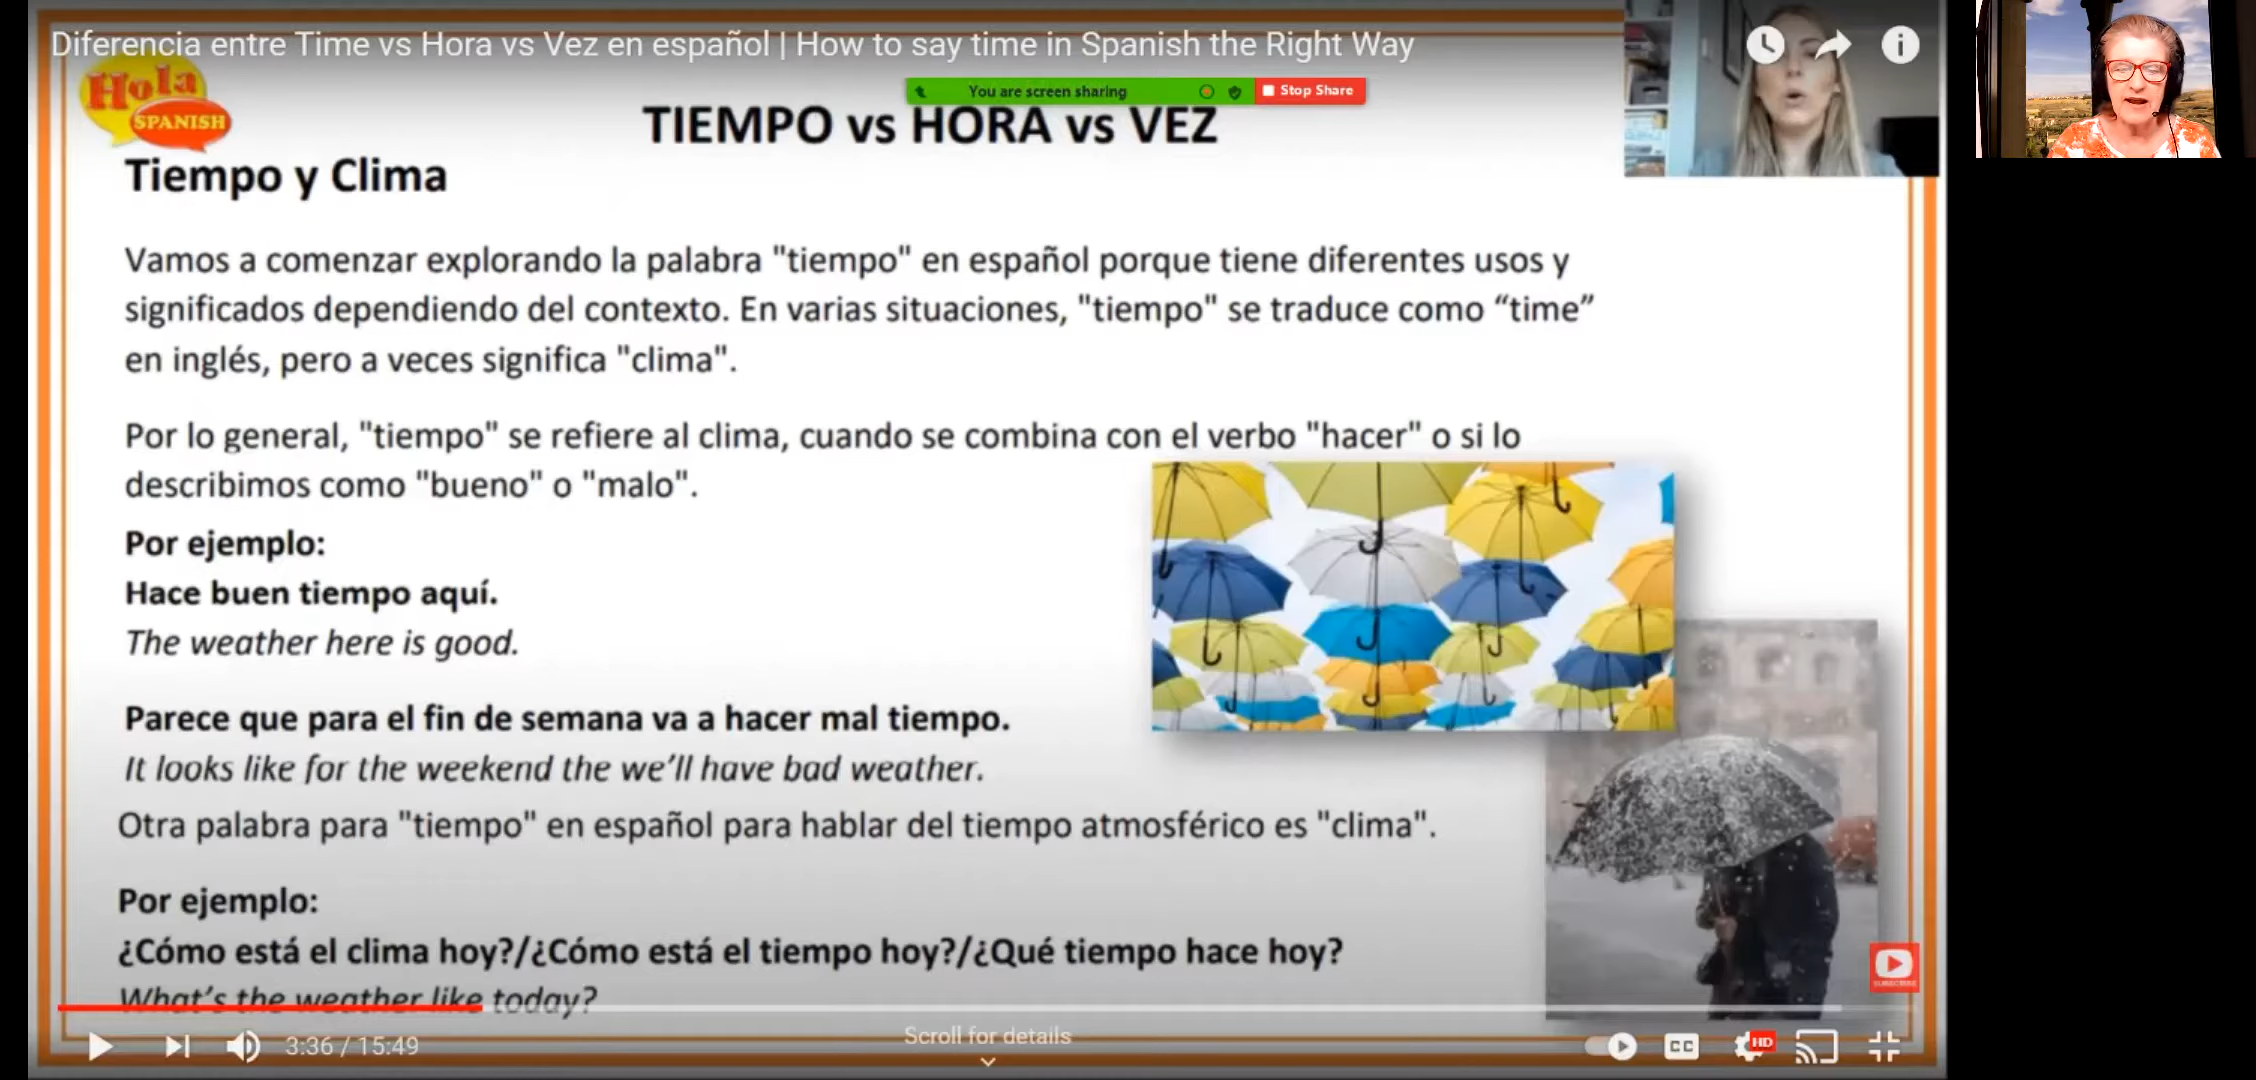 Diferencia entre Time vs Hora vs Vez en español | How to say time in Spanish the Right Way
You are screen sharing
Stop Share
Hola
SPANISH
TIEMPO vs HORA vs VEZ
Tiempo y Clima
Vamos a comenzar explorando la palabra "tiempo" en español porque tiene diferentes usos y
significados dependiendo del contexto. En varias situaciones, "tiempo" se traduce como “time”
en inglés, pero a veces significa "clima".
Por lo general, "tiempo" se refiere al clima, cuando se combina con el verbo "hacer" o si lo
describimos como "bueno" o "malo".
Por ejemplo:
Hace buen tiempo aquí.
The weather here is good.
Parece que para el fin de semana va a hacer mal tiempo.
It looks like for the weekend the we’ll have bad weather.
Otra palabra para "tiempo" en español para hablar del tiempo atmosférico es "clima".
Por ejemplo:
¿Cómo está el clima hoy?/¿Cómo está el tiempo hoy?/¿Qué tiempo hace hoy?
What’s the weather like today?
SUBSCRIBE
3:36 / 15:49
Scroll for details
CC
HD